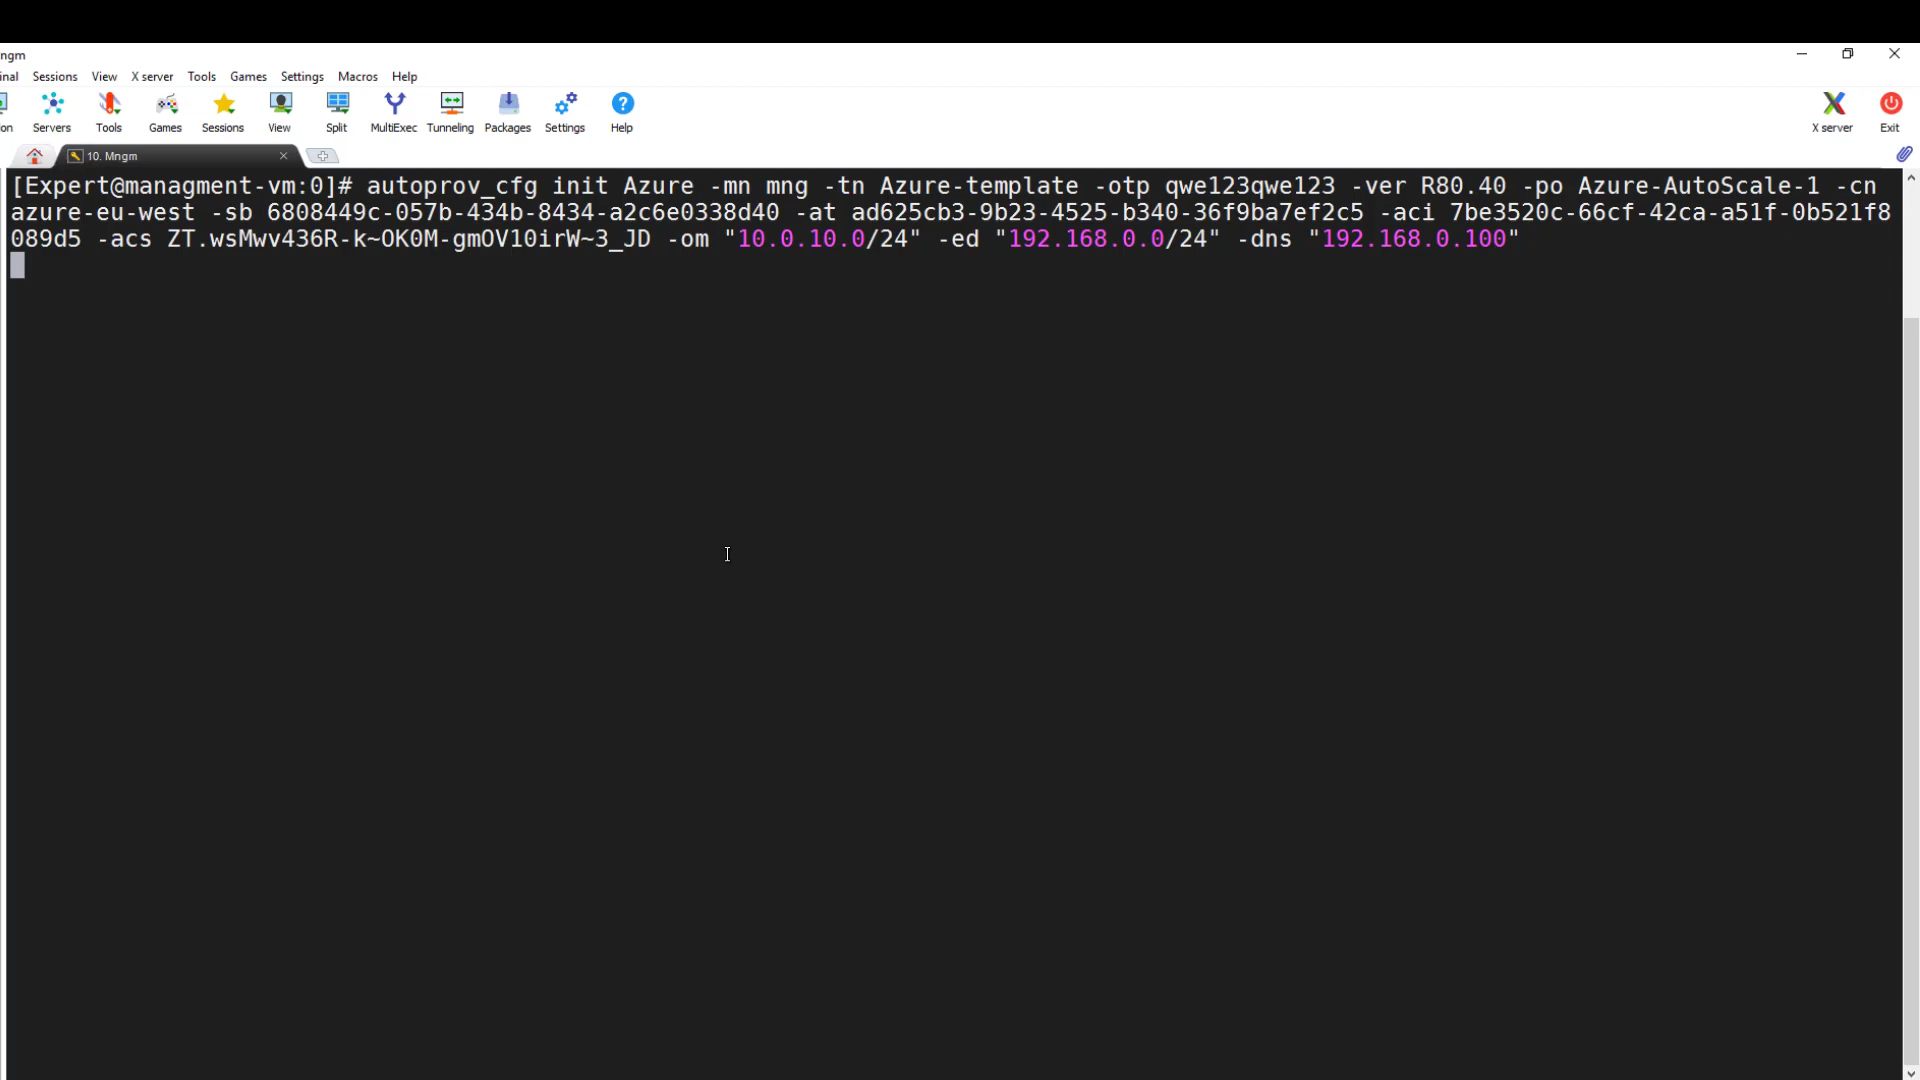 ngm
inal Sessions View X server Tools Games Settings Macros Help
on Servers Tools Games Sessions View Split MultiExec Tunneling Packages Settings Help X server Exit
10. Mngm
[Expert@managment-vm:0]# autoprov_cfg init Azure -mn mng -tn Azure-template -otp qwe123qwe123 -ver R80.40 -po Azure-AutoScale-1 -cn
azure-eu-west -sb 6808449c-057b-434b-8434-a2c6e0338d40 -at ad625cb3-9b23-4525-b340-36f9ba7ef2c5 -aci 7be3520c-66cf-42ca-a51f-0b521f8
089d5 -acs ZT.wsMwv436R-k~OK0M-gmOV10irW~3_JD -om "10.0.10.0/24" -ed "192.168.0.0/24" -dns "192.168.0.100"